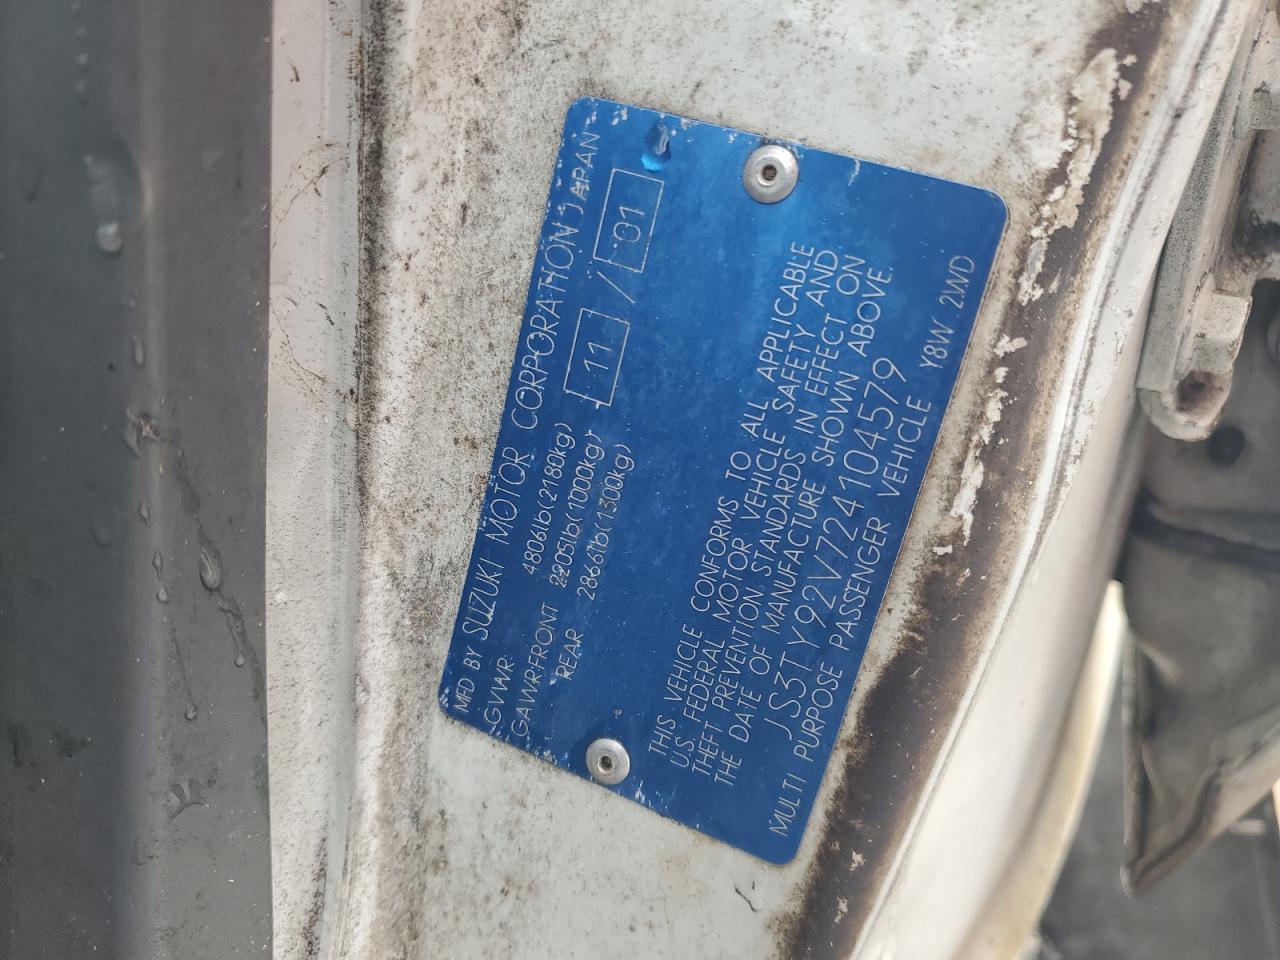 MFD BY SUZUKI MOTOR CORPORATION JAPAN
GVWR: 4806lb(2180kg) 11 / 01
GAWR:FRONT 2205lb(1000kg)
REAR 2866lb(1300kg)
THIS VEHICLE CONFORMS TO ALL APPLICABLE
U.S. FEDERAL MOTOR VEHICLE SAFETY AND
THEFT PREVENTION STANDARDS IN EFFECT ON
THE DATE OF MANUFACTURE SHOWN ABOVE.
JS3TY92V724104579
MULTI PURPOSE PASSENGER VEHICLE Y8W 2WD